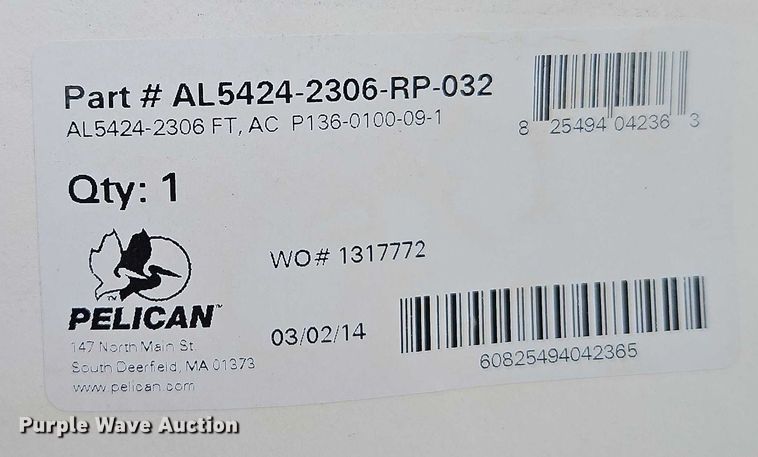 Part # AL5424-2306-RP-032
AL5424-2306 FT, AC P136-0100-09-1
8 25494 04236 3
Qty: 1
WO# 1317772
TM
PELICAN™
03/02/14
147 North Main St
South Deerfield, MA 01373
www.pelican.com
60825494042365
Purple Wave Auction